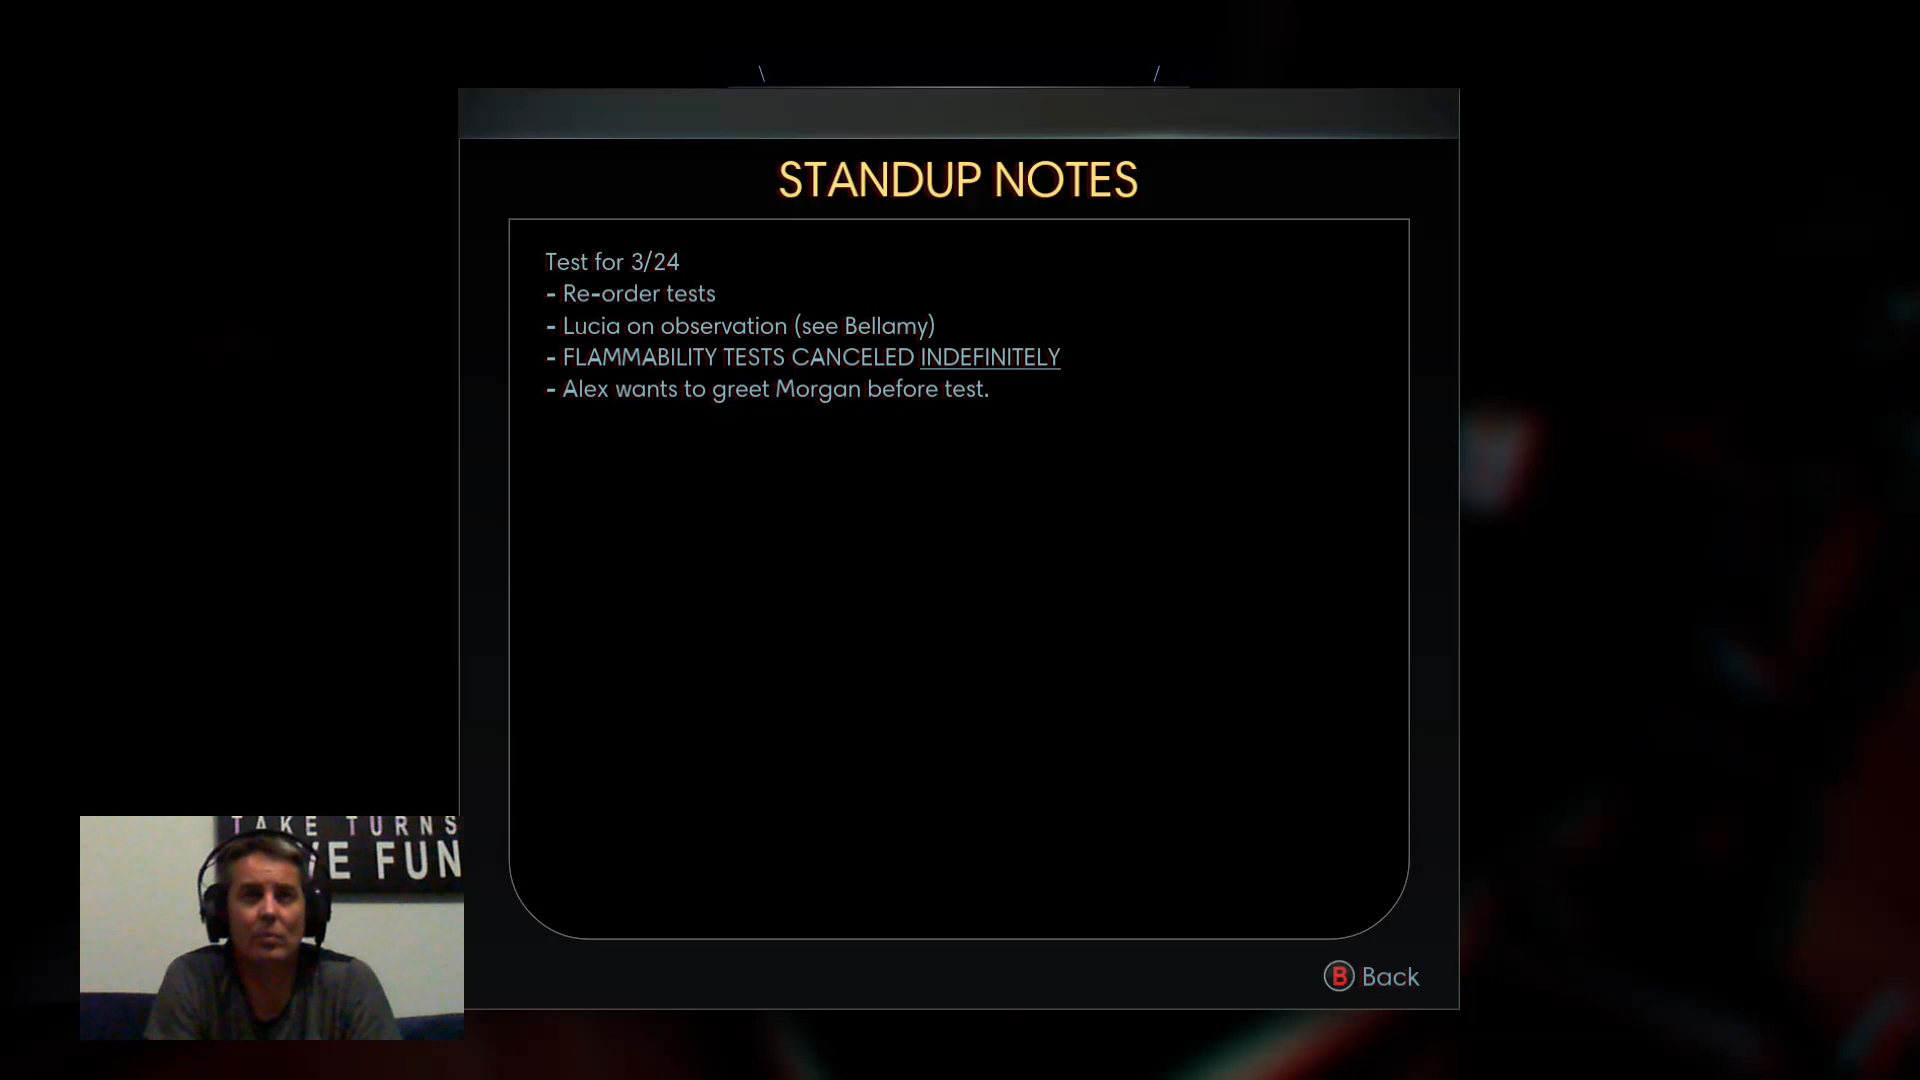 STANDUP NOTES
Test for 3/24
- Re-order tests
- Lucia on observation (see Bellamy)
- FLAMMABILITY TESTS CANCELED INDEFINITELY
- Alex wants to greet Morgan before test.
B Back
TAKE TURNS
FUN